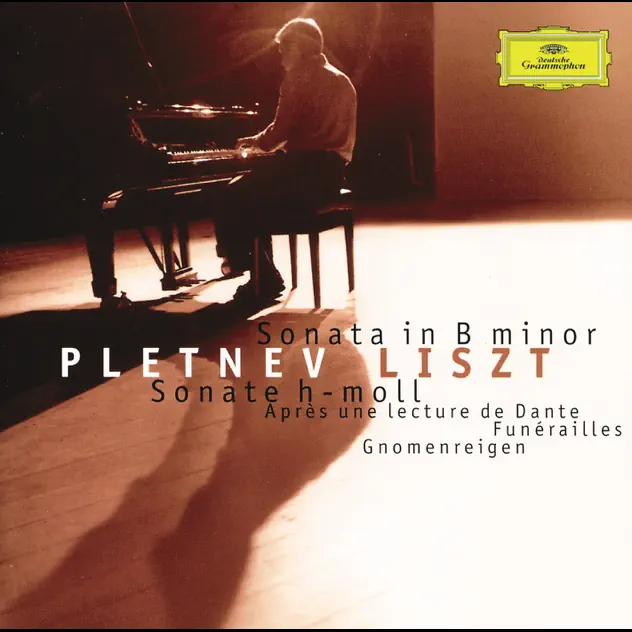 Deutsche
Grammophon
Sonata in B minor
PLETNEV LISZT
Sonate h-moll
Après une lecture de Dante
Funérailles
Gnomenreigen